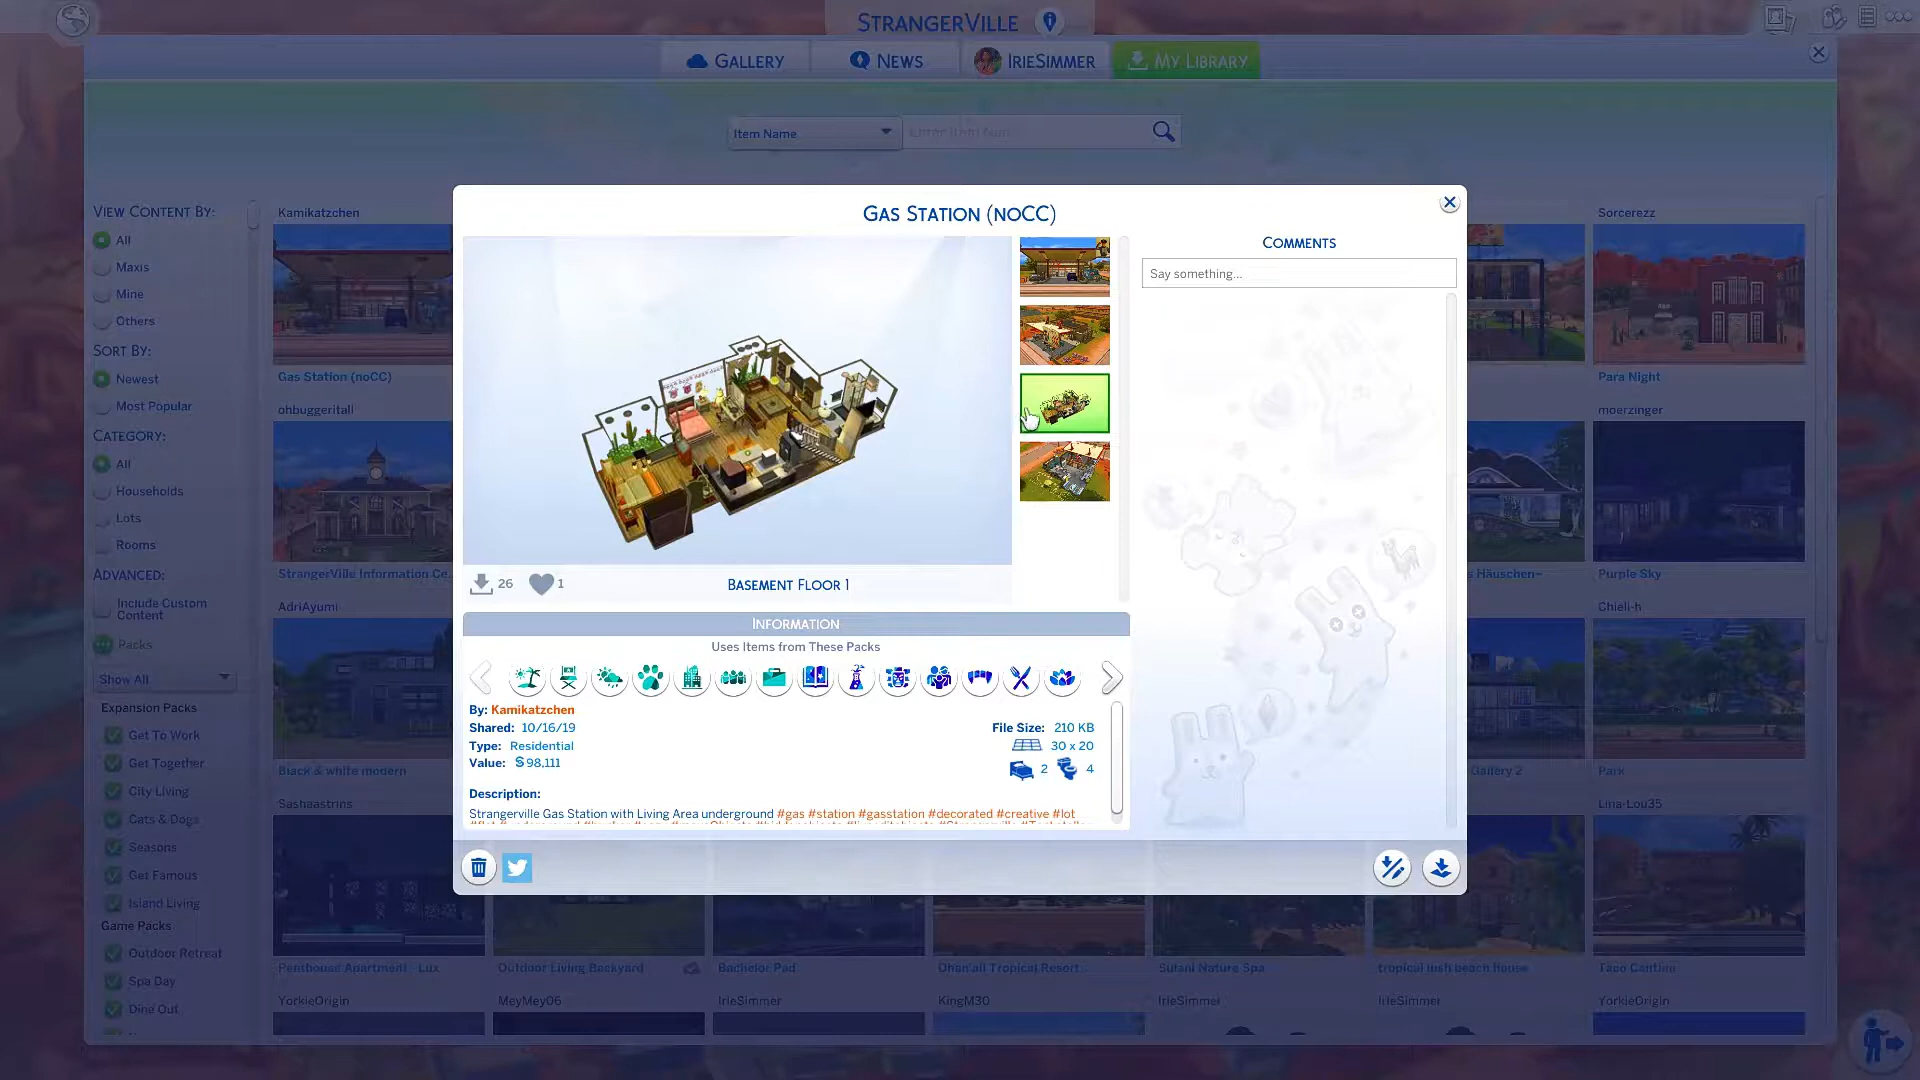 STRANGERVILLE
GALLERY
NEWS
IRIESIMMER
MY LIBRARY
Item Name
VIEW CONTENT BY:
All
Maxis
Mine
Others
SORT BY:
Newest
Most Popular
CATEGORY:
All
Households
Lots
Rooms
ADVANCED:
Include Custom
Content
Packs
Show All
Expansion Packs
Get To Work
Get Together
City Living
Cats & Dogs
Seasons
Get Famous
Island Living
Game Packs
Outdoor Retreat
Spa Day
Dine Out
Kamikatzchen
Gas Station (noCC)
ohbuggeritall
StrangerVille Information Ce...
AdriAyumi
Black & white modern
Sashaastrins
Penthouse Apartment - Lux
YorkieOrigin
Outdoor Living Backyard
MeyMey06
Bachelor Pad
IrieSimmer
Ohan'ali Tropical Resort
KingM30
Sulani Nature Spa
IrieSimmer
tropical lush beach house
IrieSimmer
Sorcerezz
Para Night
moerzinger
s Häuschen~
Purple Sky
Chieli-h
Gallery 2
Park
Lina-Lou35
Taco Cantina
YorkieOrigin
GAS STATION (NOCC)
26
1
BASEMENT FLOOR 1
INFORMATION
Uses Items from These Packs
By: Kamikatzchen
Shared: 10/16/19
Type: Residential
Value: §98,111
File Size: 210 KB
30 x 20
2
4
Description:
Strangerville Gas Station with Living Area underground #gas #station #gasstation #decorated #creative #lot
COMMENTS
Say something...